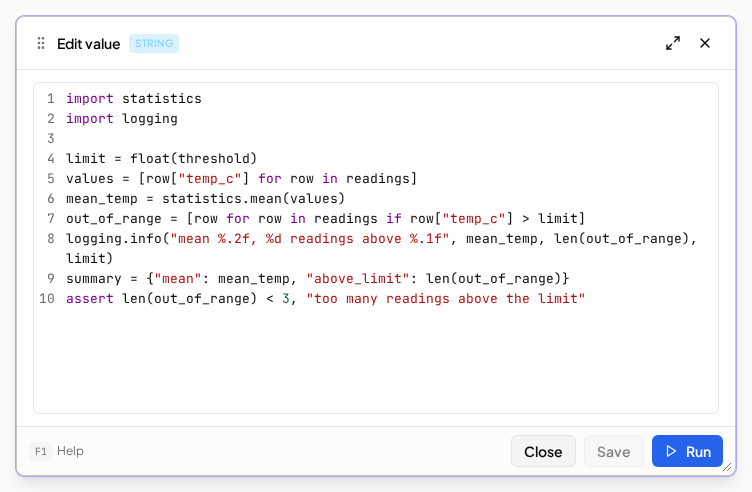 Edit value STRING
1 import statistics
2 import logging
3
4 limit = float(threshold)
5 values = [row["temp_c"] for row in readings]
6 mean_temp = statistics.mean(values)
7 out_of_range = [row for row in readings if row["temp_c"] > limit]
8 logging.info("mean %.2f, %d readings above %.1f", mean_temp, len(out_of_range),
limit)
9 summary = {"mean": mean_temp, "above_limit": len(out_of_range)}
10 assert len(out_of_range) < 3, "too many readings above the limit"
F1 Help Close Save Run